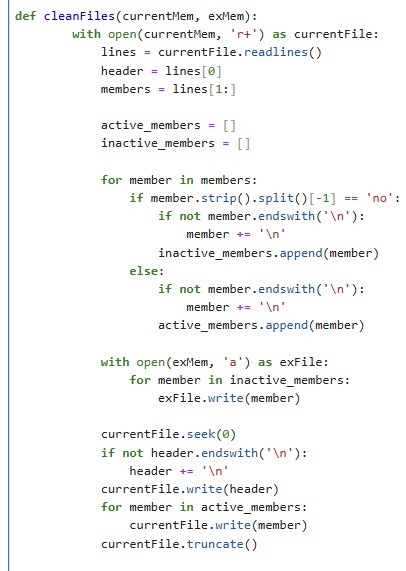 def cleanFiles(currentMem, exMem):
        with open(currentMem, 'r+') as currentFile:
            lines = currentFile.readlines()
            header = lines[0]
            members = lines[1:]

            active_members = []
            inactive_members = []

            for member in members:
                if member.strip().split()[-1] == 'no':
                    if not member.endswith('\n'):
                        member += '\n'
                    inactive_members.append(member)
                else:
                    if not member.endswith('\n'):
                        member += '\n'
                    active_members.append(member)

            with open(exMem, 'a') as exFile:
                for member in inactive_members:
                    exFile.write(member)

            currentFile.seek(0)
            if not header.endswith('\n'):
                header += '\n'
            currentFile.write(header)
            for member in active_members:
                currentFile.write(member)
            currentFile.truncate()